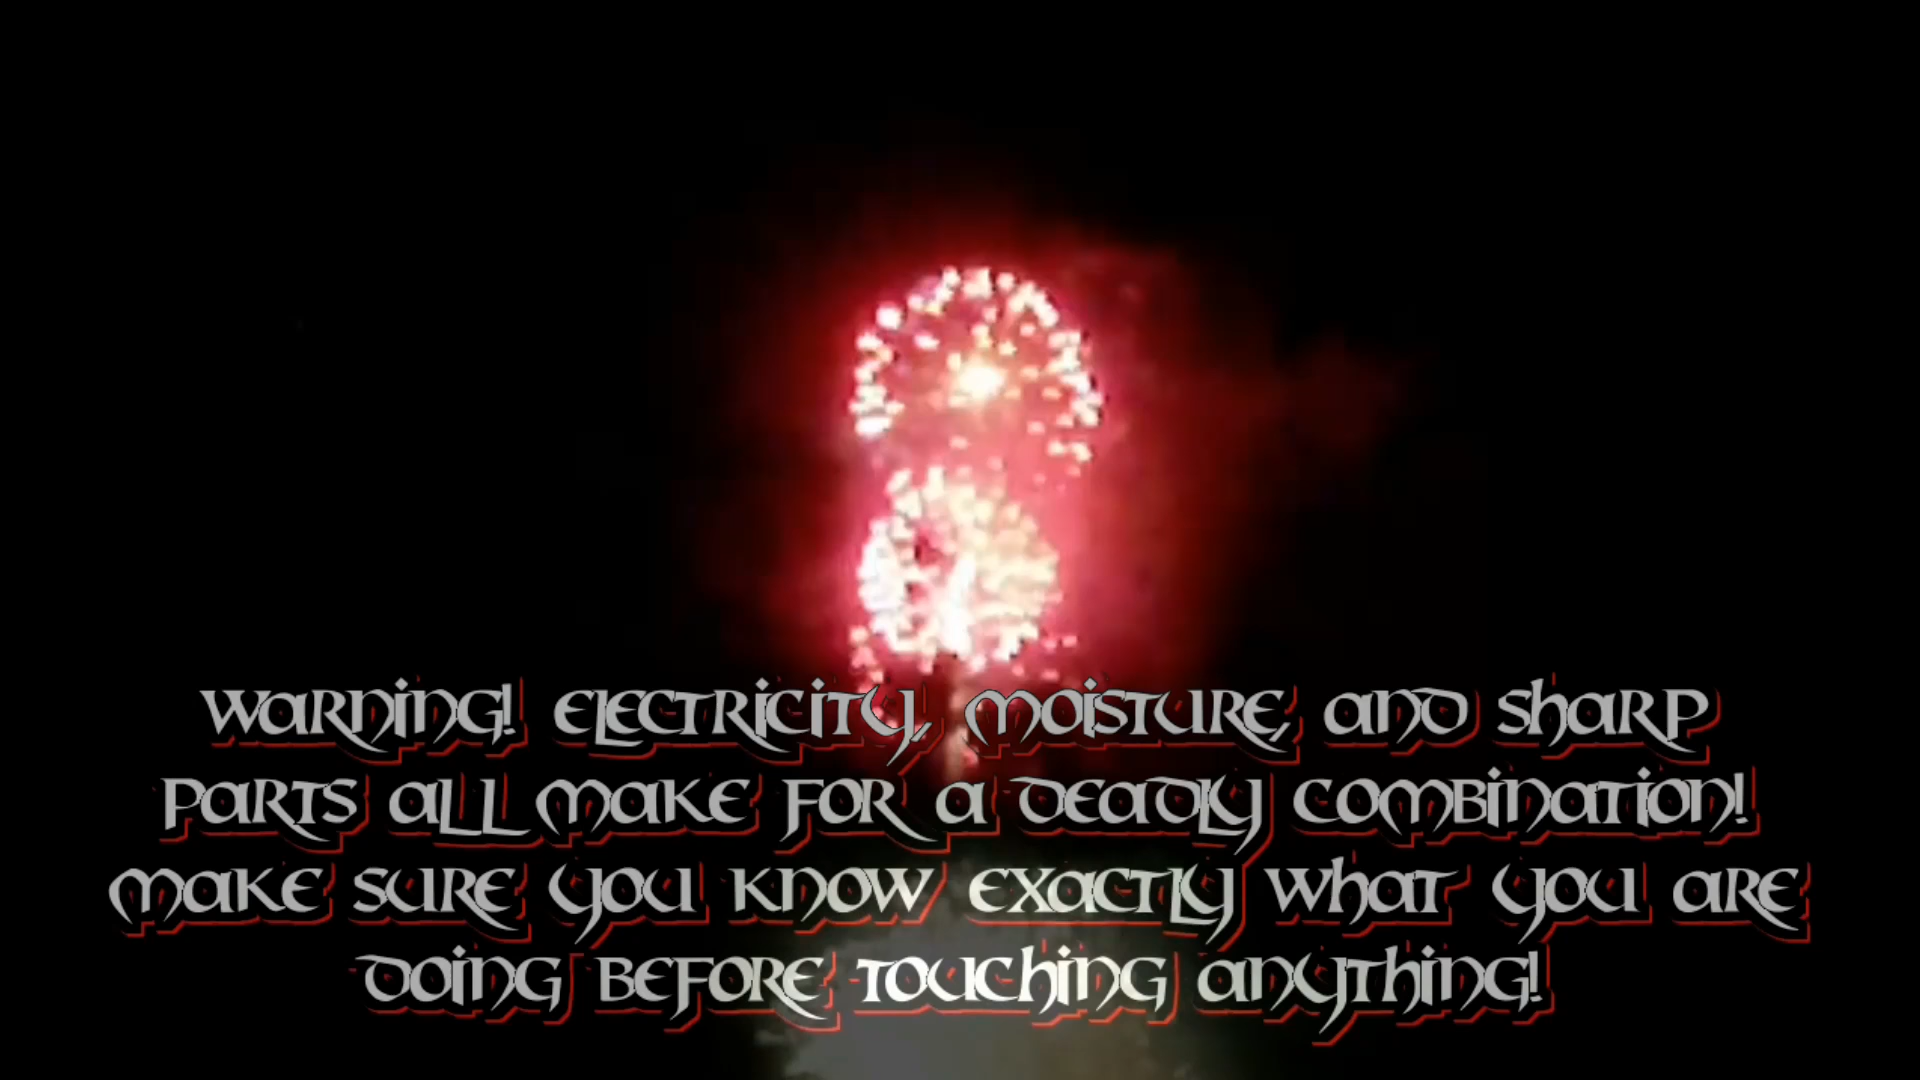 Warning! Electricity, moisture, and sharp
parts all make for a deadly combination!
Make sure you know exactly what you are
doing before touching anything!